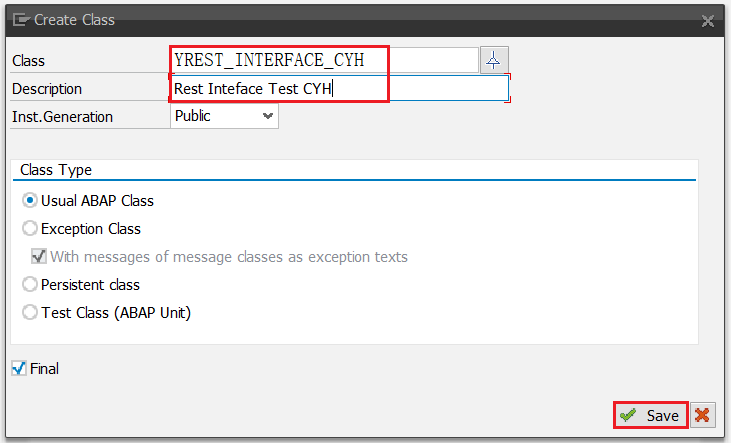 Create Class
Class YREST_INTERFACE_CYH
Description Rest Inteface Test CYH
Inst.Generation Public
Class Type
Usual ABAP Class
Exception Class
With messages of message classes as exception texts
Persistent class
Test Class (ABAP Unit)
Final
Save